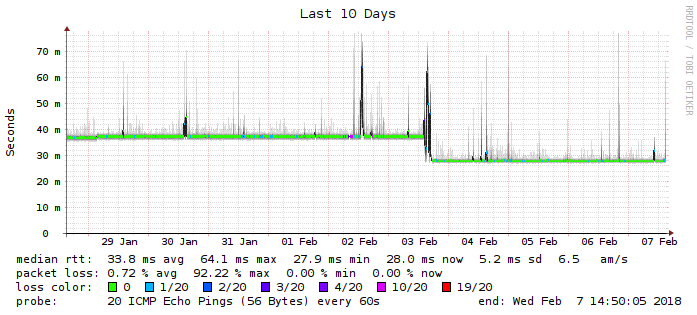 Last 10 Days
RRDTOOL / TOBI OETIKER
Seconds
70 m
60 m
50 m
40 m
30 m
20 m
10 m
0
29 Jan 30 Jan 31 Jan 01 Feb 02 Feb 03 Feb 04 Feb 05 Feb 06 Feb 07 Feb
median rtt: 33.8 ms avg 64.1 ms max 27.9 ms min 28.0 ms now 5.2 ms sd 6.5 am/s
packet loss: 0.72 % avg 92.22 % max 0.00 % min 0.00 % now
loss color: 0 1/20 2/20 3/20 4/20 10/20 19/20
probe: 20 ICMP Echo Pings (56 Bytes) every 60s end: Wed Feb 7 14:50:05 2018